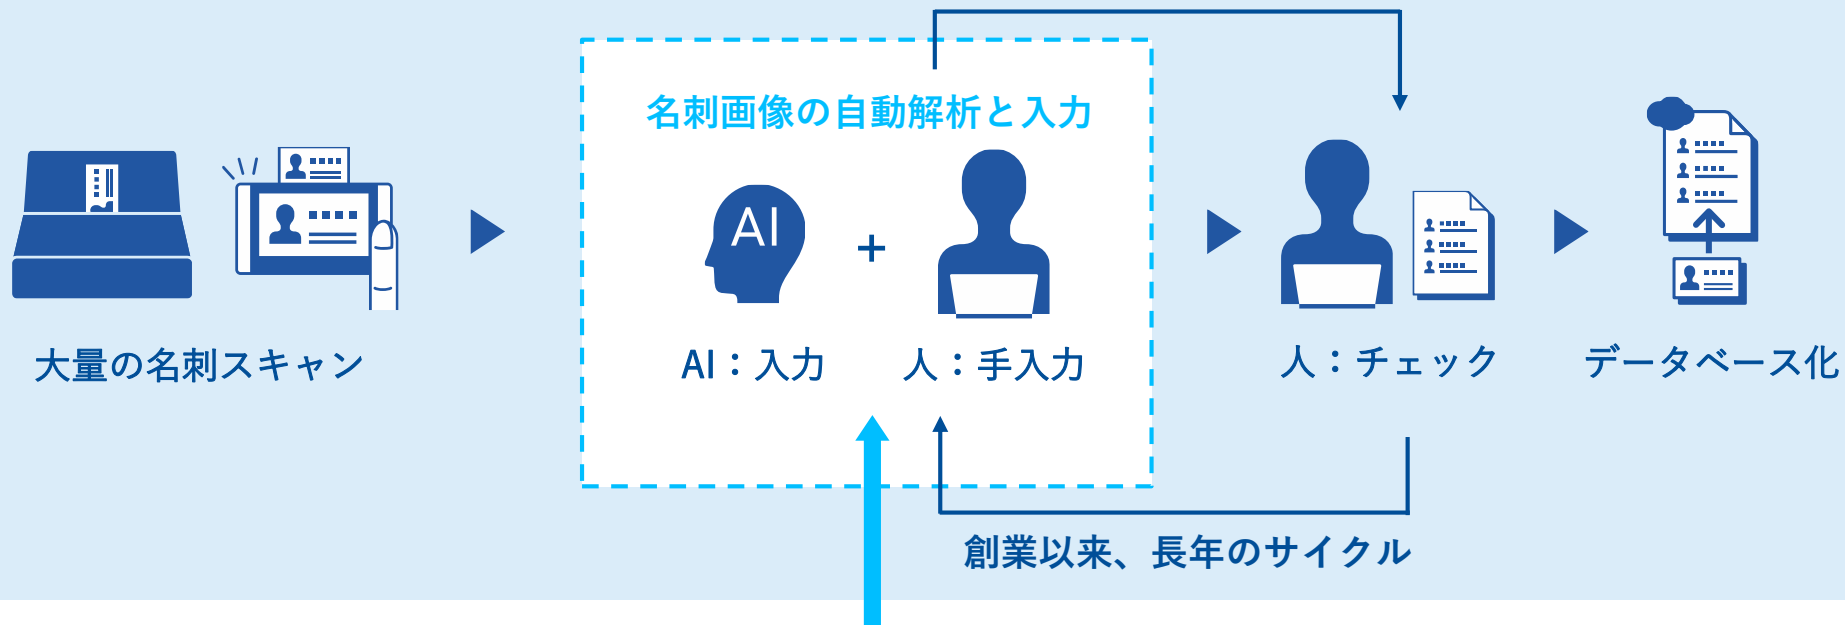 名刺画像の自動解析と入力
AI
+
大量の名刺スキャン
AI：入力
人：手入力
人：チェック
データベース化
創業以来、長年のサイクル